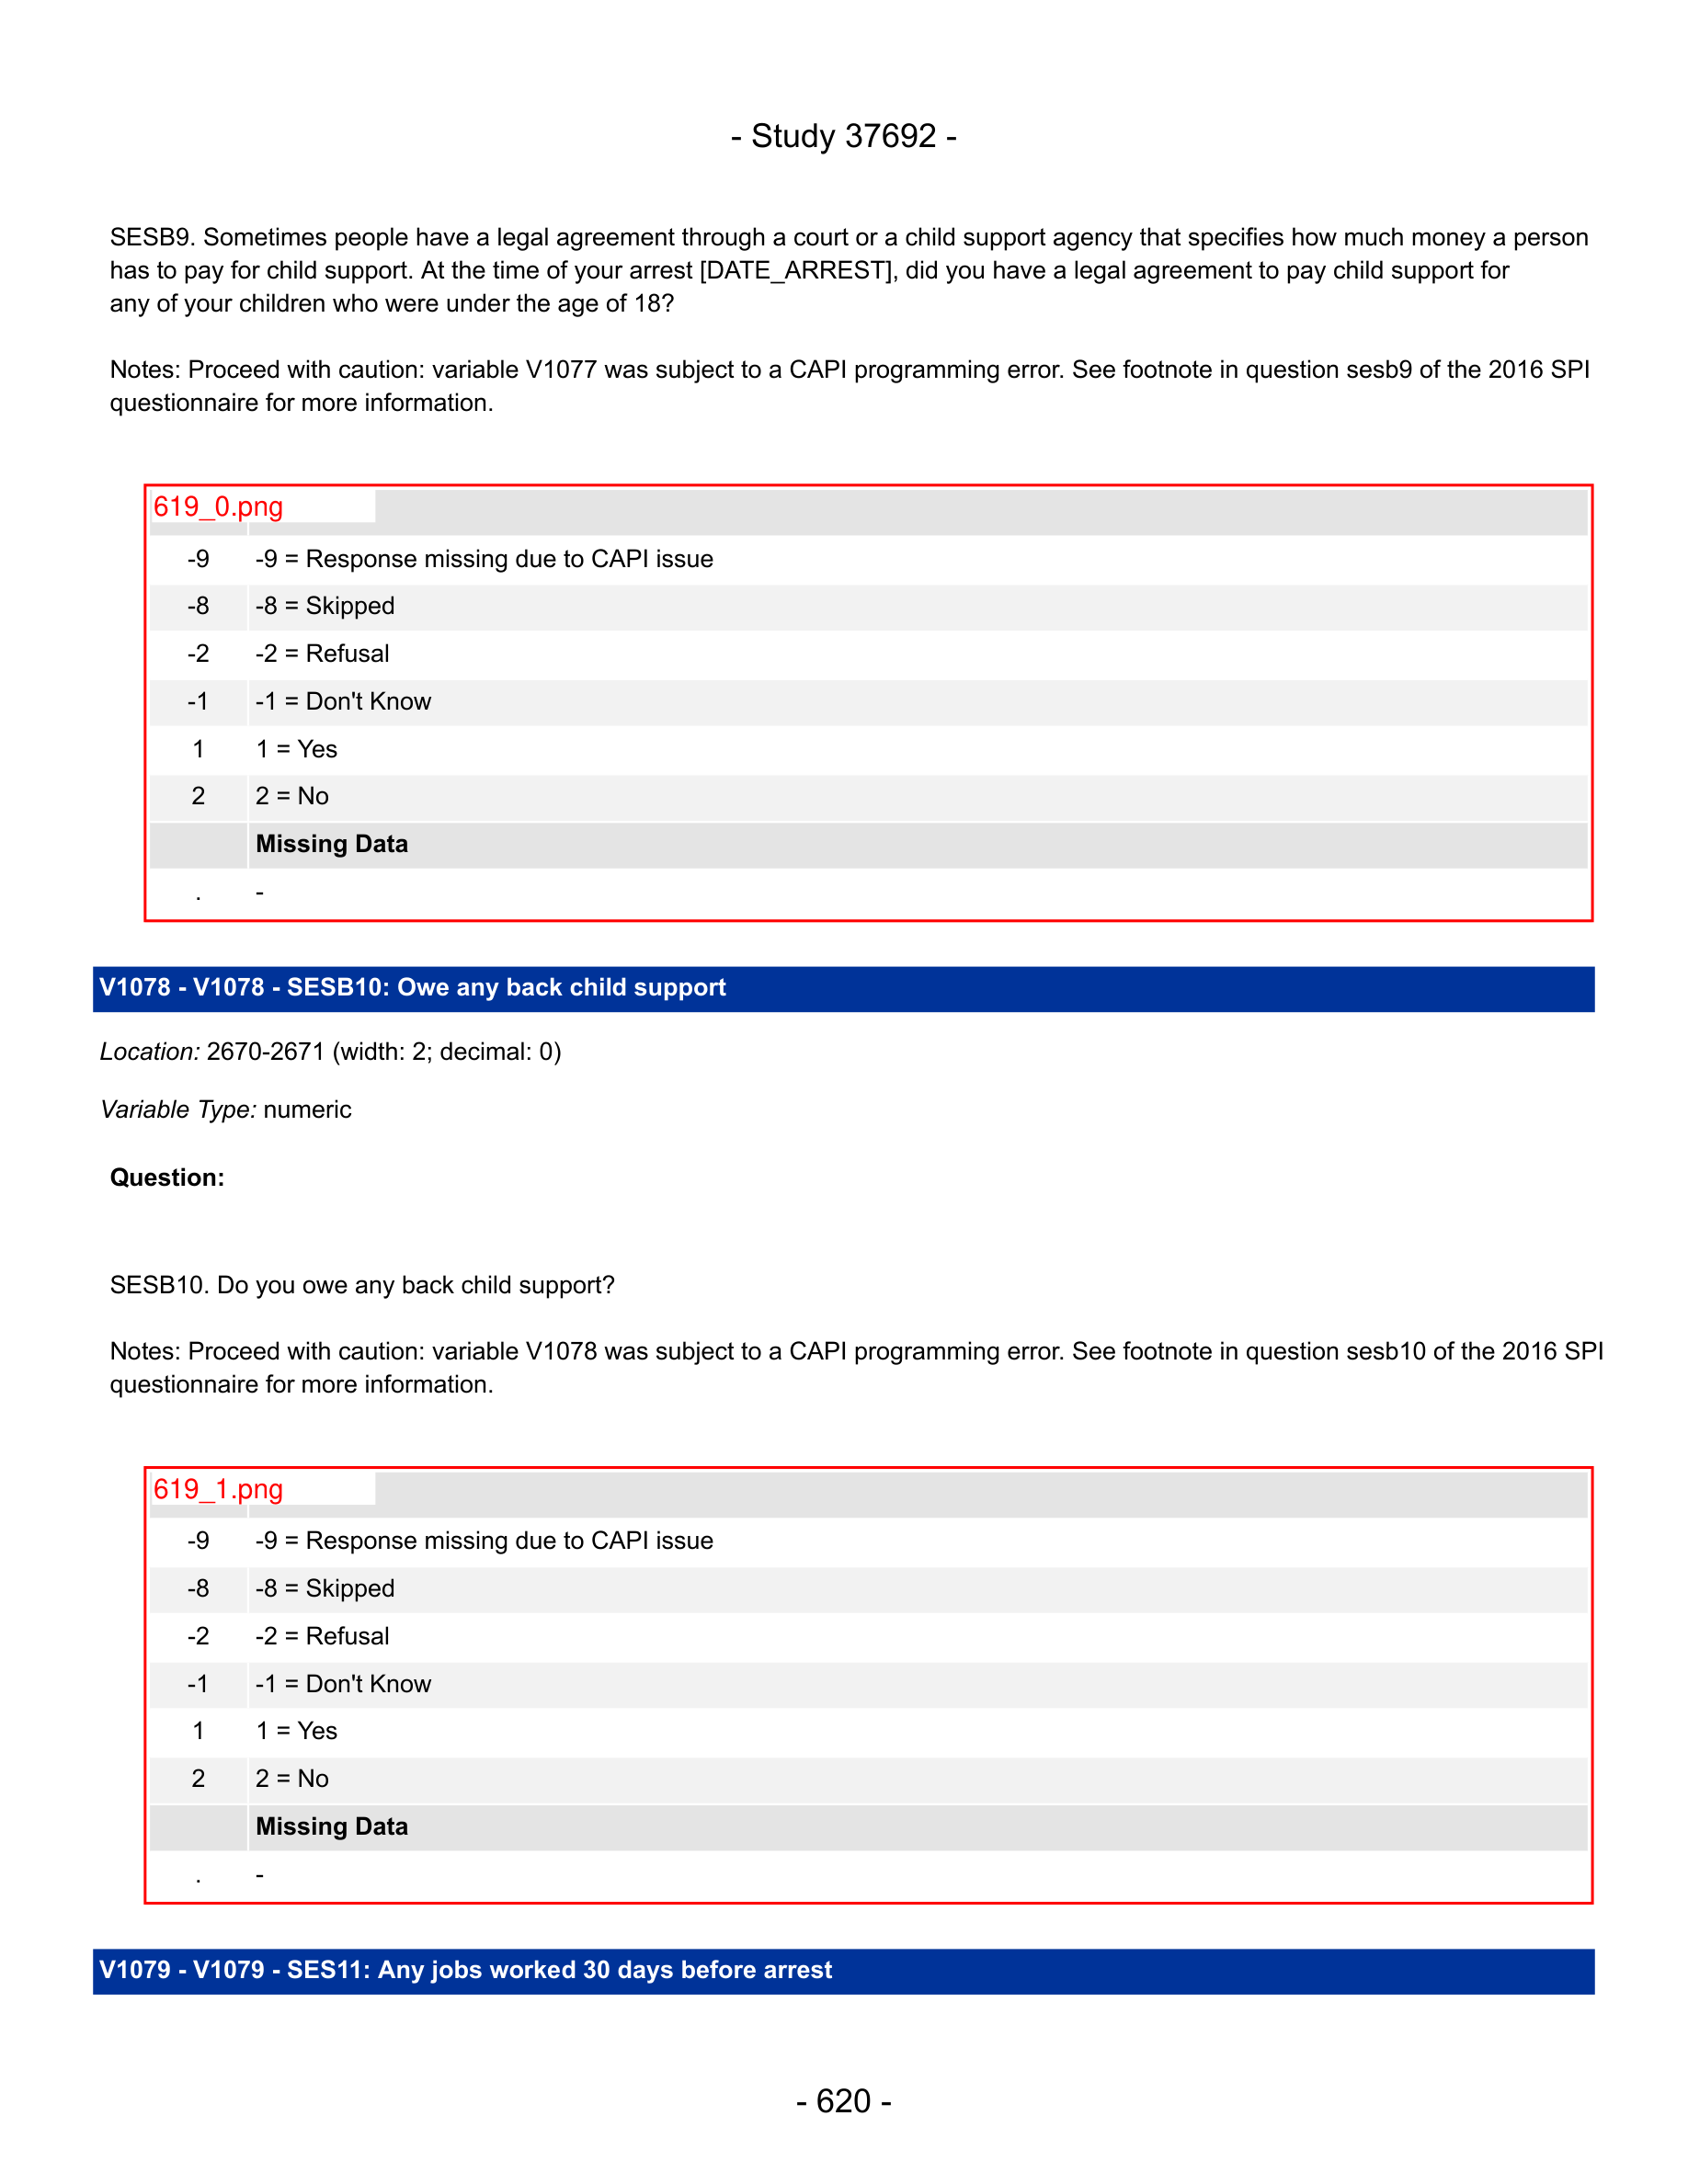 - Study 37692 -
SESB9. Sometimes people have a legal agreement through a court or a child support agency that specifies how much money a person
has to pay for child support. At the time of your arrest [DATE_ARREST], did you have a legal agreement to pay child support for
any of your children who were under the age of 18?
Notes: Proceed with caution: variable V1077 was subject to a CAPI programming error. See footnote in question sesb9 of the 2016 SPI
questionnaire for more information.
619_0.png
-9 -9 = Response missing due to CAPI issue
-8 -8 = Skipped
-2 -2 = Refusal
-1 -1 = Don't Know
1 1 = Yes
2 2 = No
Missing Data
. -
V1078 - V1078 - SESB10: Owe any back child support
Location: 2670-2671 (width: 2; decimal: 0)
Variable Type: numeric
Question:
SESB10. Do you owe any back child support?
Notes: Proceed with caution: variable V1078 was subject to a CAPI programming error. See footnote in question sesb10 of the 2016 SPI
questionnaire for more information.
619_1.png
-9 -9 = Response missing due to CAPI issue
-8 -8 = Skipped
-2 -2 = Refusal
-1 -1 = Don't Know
1 1 = Yes
2 2 = No
Missing Data
. -
V1079 - V1079 - SES11: Any jobs worked 30 days before arrest
- 620 -